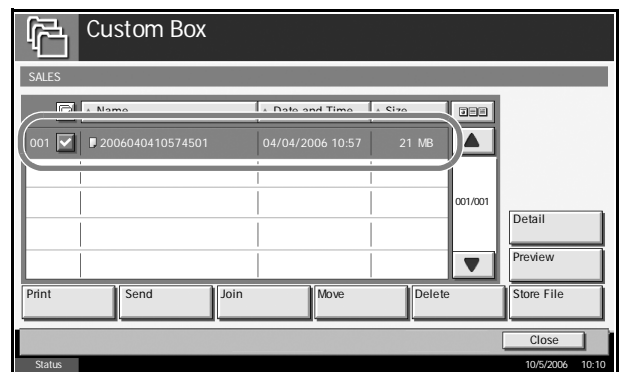 Custom Box
SALES
Name Date and Time Size
001 2006040410574501 04/04/2006 10:57 21 MB
001/001
Detail
Preview
Print Send Join Move Delete Store File
Close
Status 10/5/2006 10:10